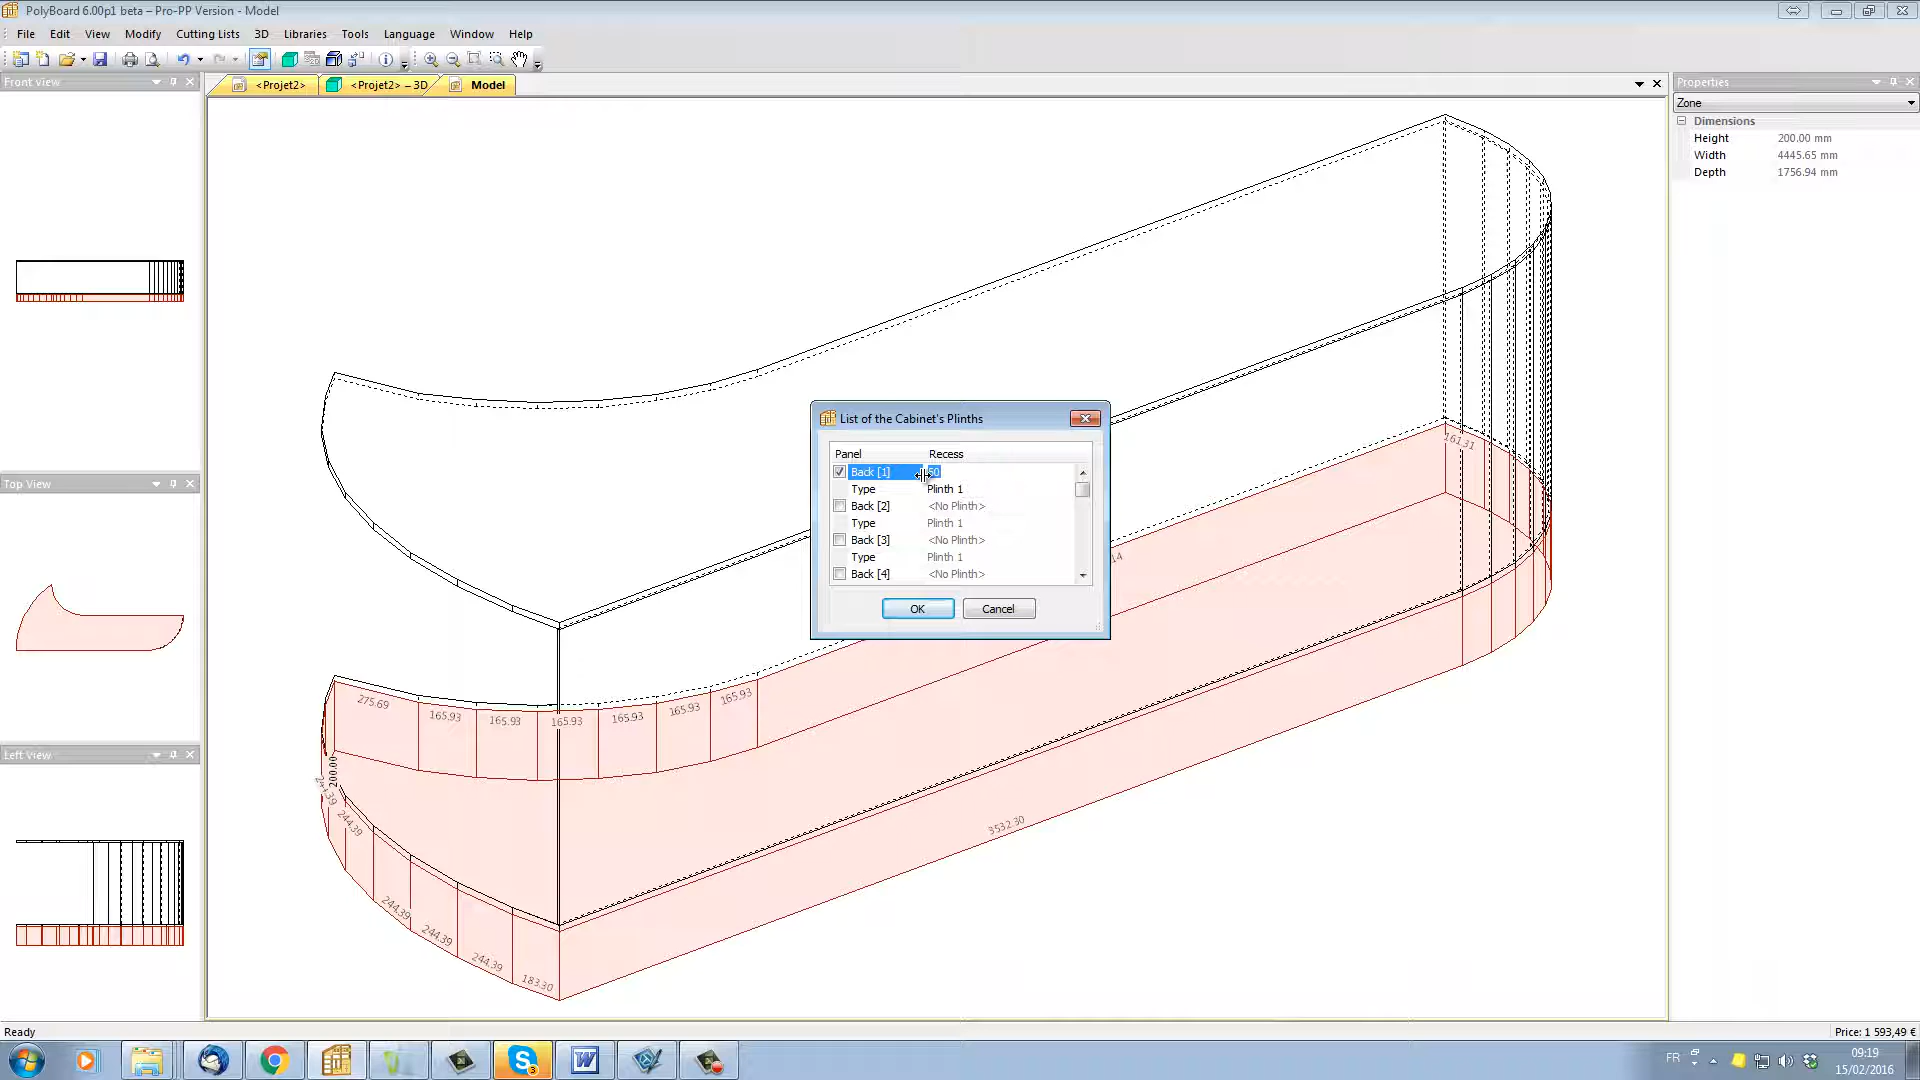 PolyBoard 6.00p1 beta – Pro-PP Version - Model
File Edit View Modify Cutting Lists 3D Libraries Tools Language Window Help
Front view
<Projet2> <Projet2> – 3D Model
Properties
Zone
Dimensions
Height 200.00 mm
Width 4445.65 mm
Depth 1756.94 mm
List of the Cabinet's Plinths
Panel Recess
Back [1]
Type Plinth 1
Back [2] <No Plinth>
Type Plinth 1
Back [3] <No Plinth>
Type Plinth 1
Back [4] <No Plinth>
OK Cancel
161.31
14
Top View
275.69
165.93
165.93
165.93
165.93
165.93
165.93
Left View
200.00
244.39
244.39
3532.30
244.39
244.39
244.39
183.30
Ready
Price: 1 593,49 €
FR
09:19
15/02/2016